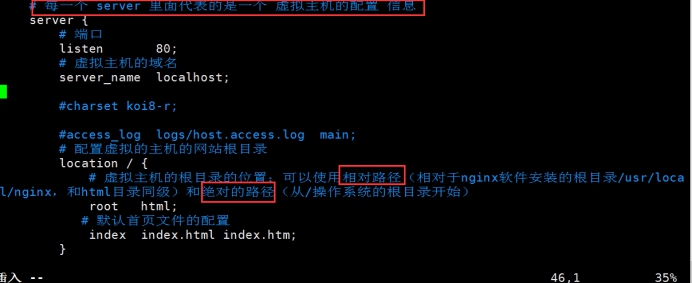 # 每一个 server 里面代表的是一个 虚拟主机的配置 信息
server {
# 端口
listen 80;
# 虚拟主机的域名
server_name localhost;
#charset koi8-r;
#access_log logs/host.access.log main;
# 配置虚拟的主机的网站根目录
location / {
# 虚拟主机的根目录的位置：可以使用相对路径（相对于nginx软件安装的根目录/usr/loca
l/nginx，和html目录同级）和绝对的路径（从/操作系统的根目录开始）
root html;
# 默认首页文件的配置
index index.html index.htm;
}
插入 --
46,1 35%